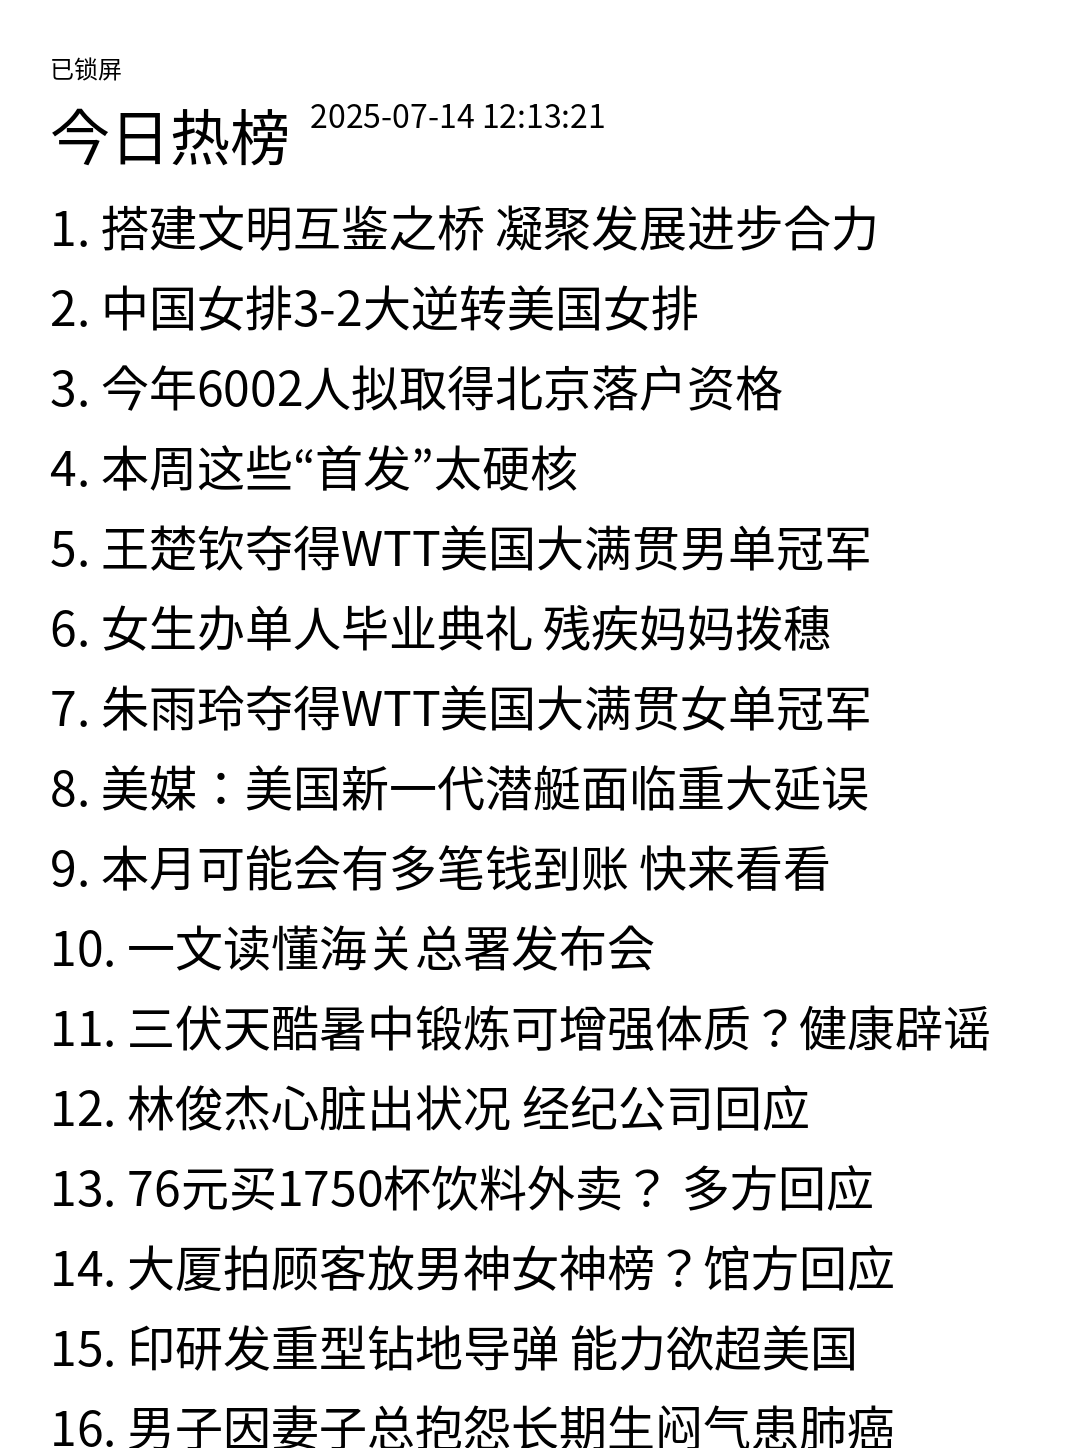 已锁屏
今日热榜 2025-07-14 12:13:21
1. 搭建文明互鉴之桥 凝聚发展进步合力
2. 中国女排3-2大逆转美国女排
3. 今年6002人拟取得北京落户资格
4. 本周这些“首发”太硬核
5. 王楚钦夺得WTT美国大满贯男单冠军
6. 女生办单人毕业典礼 残疾妈妈拨穗
7. 朱雨玲夺得WTT美国大满贯女单冠军
8. 美媒：美国新一代潜艇面临重大延误
9. 本月可能会有多笔钱到账 快来看看
10. 一文读懂海关总署发布会
11. 三伏天酷暑中锻炼可增强体质？健康辟谣
12. 林俊杰心脏出状况 经纪公司回应
13. 76元买1750杯饮料外卖？ 多方回应
14. 大厦拍顾客放男神女神榜？馆方回应
15. 印研发重型钻地导弹 能力欲超美国
16. 男子因妻子总抱怨长期生闷气患肺癌